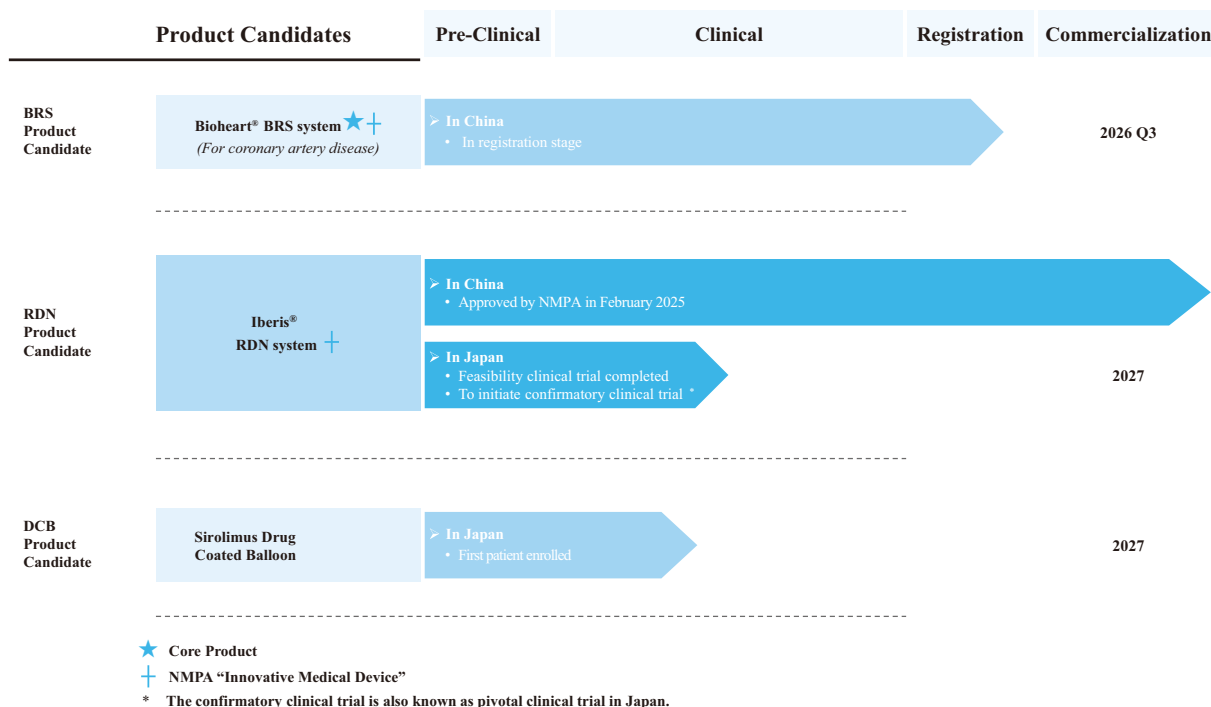 Product Candidates
Pre-Clinical
Clinical
Registration
Commercialization
BRS
Product
Candidate
Bioheart® BRS system
(For coronary artery disease)
➢ In China
• In registration stage
2026 Q3
RDN
Product
Candidate
Iberis®
RDN system
➢ In China
• Approved by NMPA in February 2025
➢ In Japan
• Feasibility clinical trial completed
• To initiate confirmatory clinical trial *
2027
DCB
Product
Candidate
Sirolimus Drug
Coated Balloon
➢ In Japan
• First patient enrolled
2027
Core Product
NMPA “Innovative Medical Device”
* The confirmatory clinical trial is also known as pivotal clinical trial in Japan.